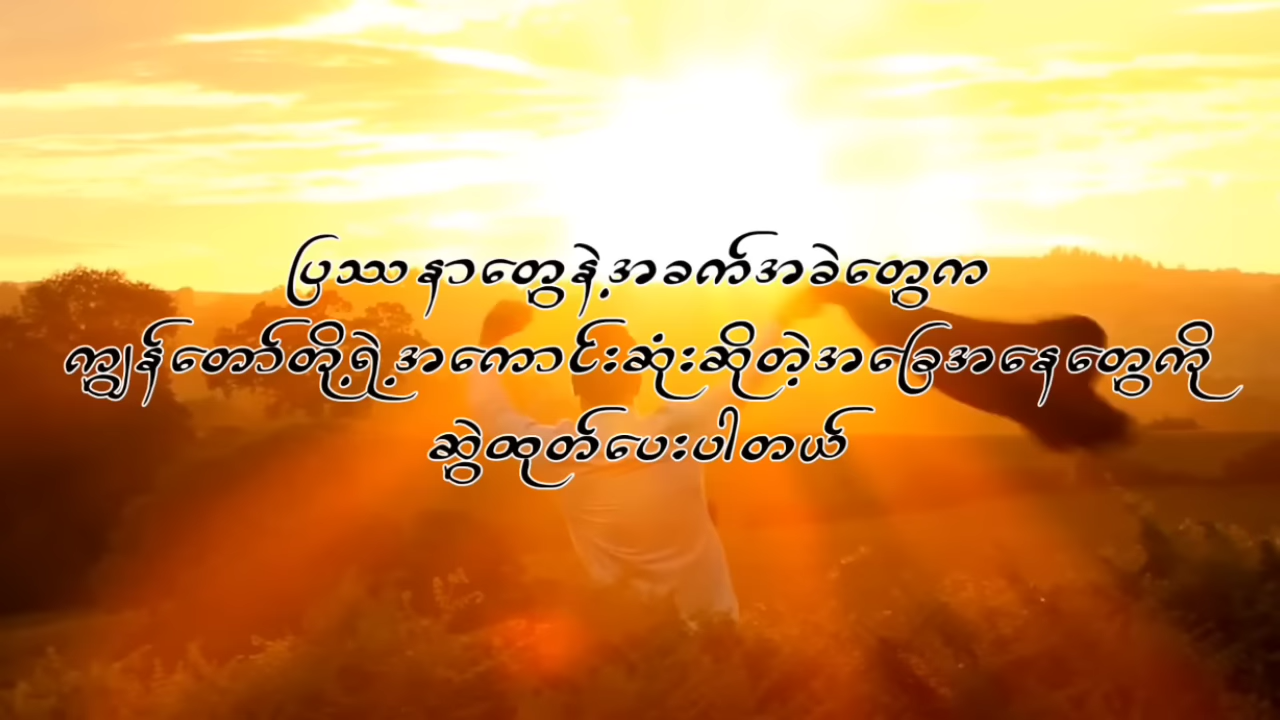 ပြဿနာတွေနဲ့အခက်အခဲတွေက
ကျွန်တော်တို့ရဲ့အကောင်းဆုံးဆိုတဲ့အခြေအနေတွေကို
ဆွဲထုတ်ပေးပါတယ်